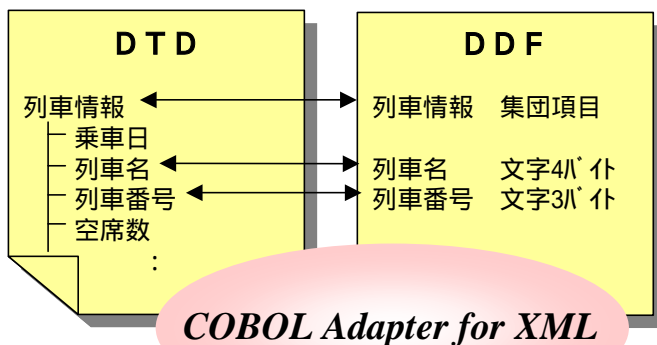 DTD
列車情報
乗車日
列車名
列車番号
空席数
:
DDF
列車情報 集団項目
列車名 文字4バイト
列車番号 文字3バイト
COBOL Adapter for XML